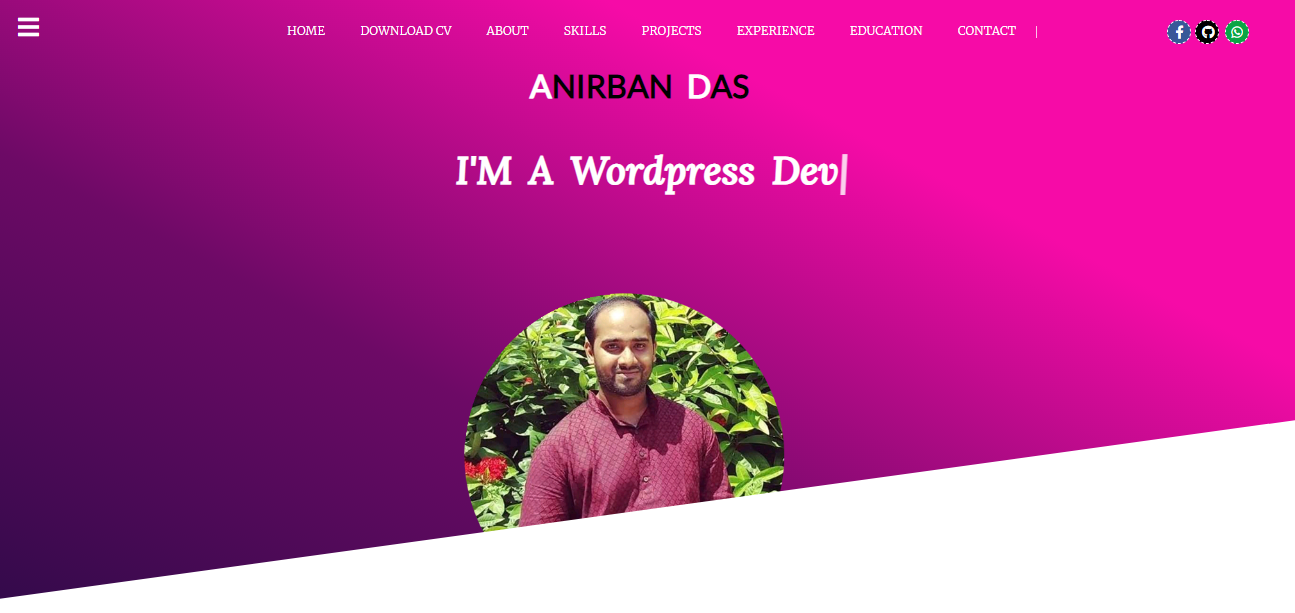 HOME DOWNLOAD CV ABOUT SKILLS PROJECTS EXPERIENCE EDUCATION CONTACT |
ANIRBAN DAS
I'M A Wordpress Dev|